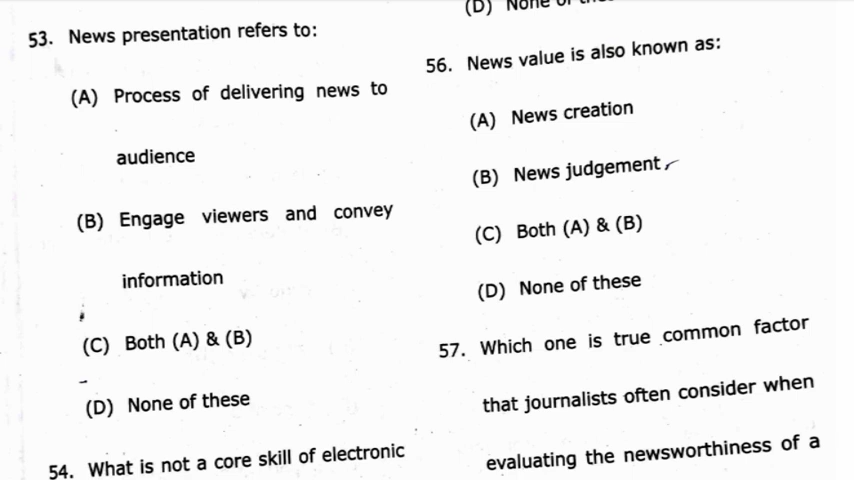 53. News presentation refers to:
(A) Process of delivering news to
audience
(B) Engage viewers and convey
information
(C) Both (A) & (B)
(D) None of these
54. What is not a core skill of electronic
(D) None of
56. News value is also known as:
(A) News creation
(B) News judgement
(C) Both (A) & (B)
(D) None of these
57. Which one is true common factor
that journalists often consider when
evaluating the newsworthiness of a